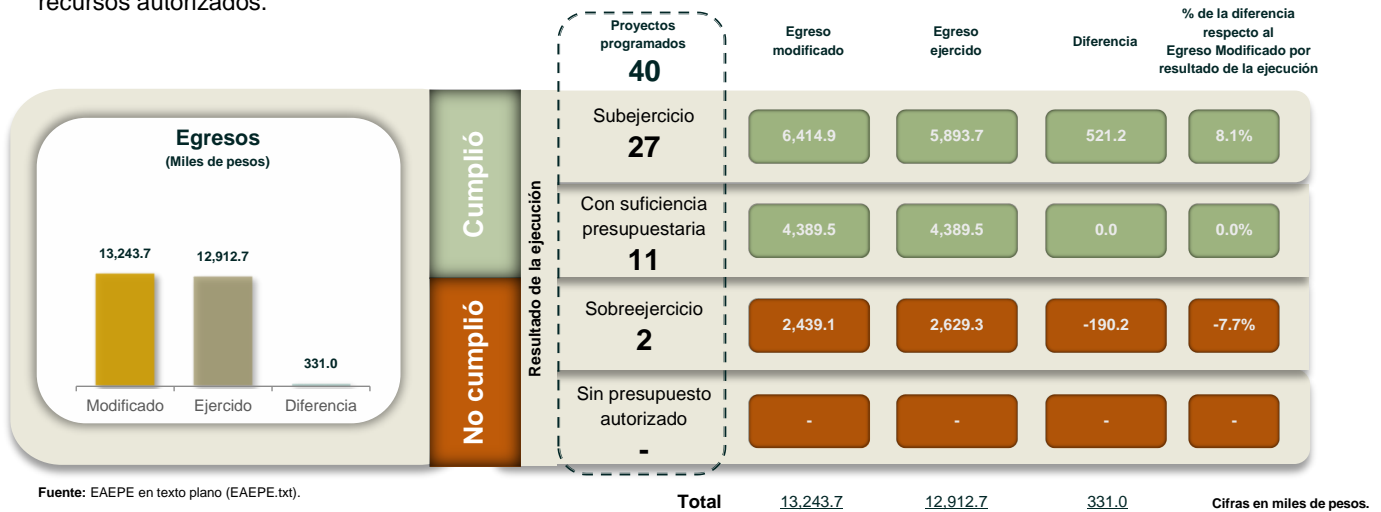 recursos autorizados.
Proyectos
programados
40
Egreso
modificado
Egreso
ejercido
Diferencia
% de la diferencia
respecto al
Egreso Modificado por
resultado de la ejecución
Egresos
(Miles de pesos)
13,243.7
12,912.7
331.0
Modificado
Ejercido
Diferencia
Cumplió
No cumplió
Resultado de la ejecución
Subejercicio
27
6,414.9
5,893.7
521.2
8.1%
Con suficiencia
presupuestaria
11
4,389.5
4,389.5
0.0
0.0%
Sobreejercicio
2
2,439.1
2,629.3
-190.2
-7.7%
Sin presupuesto
autorizado
-
-
-
-
-
Fuente: EAEPE en texto plano (EAEPE.txt).
Total
13,243.7
12,912.7
331.0
Cifras en miles de pesos.